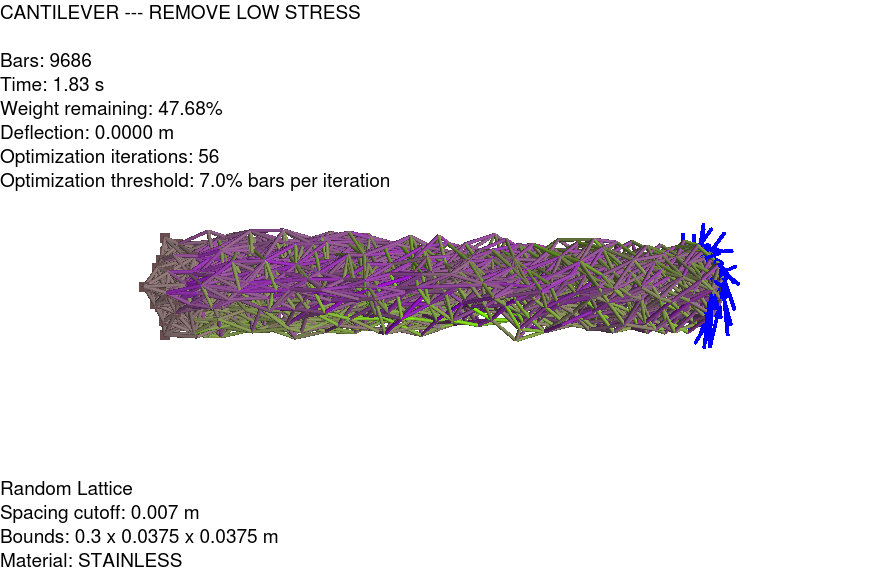 CANTILEVER --- REMOVE LOW STRESS
Bars: 9686
Time: 1.83 s
Weight remaining: 47.68%
Deflection: 0.0000 m
Optimization iterations: 56
Optimization threshold: 7.0% bars per iteration
Random Lattice
Spacing cutoff: 0.007 m
Bounds: 0.3 x 0.0375 x 0.0375 m
Material: STAINLESS